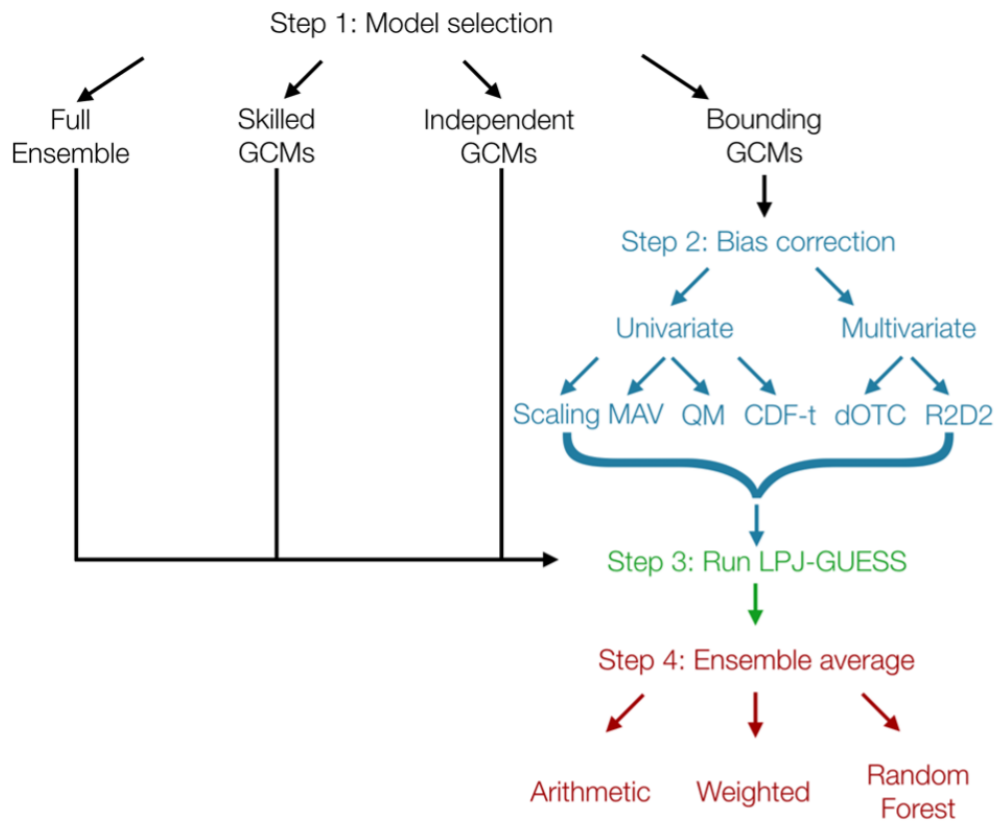 Step 1: Model selection
Full
Ensemble
Skilled
GCMs
Independent
GCMs
Bounding
GCMs
Step 2: Bias correction
Univariate
Multivariate
Scaling
MAV
QM
CDF-t
dOTC
R2D2
Step 3: Run LPJ-GUESS
Step 4: Ensemble average
Arithmetic
Weighted
Random
Forest